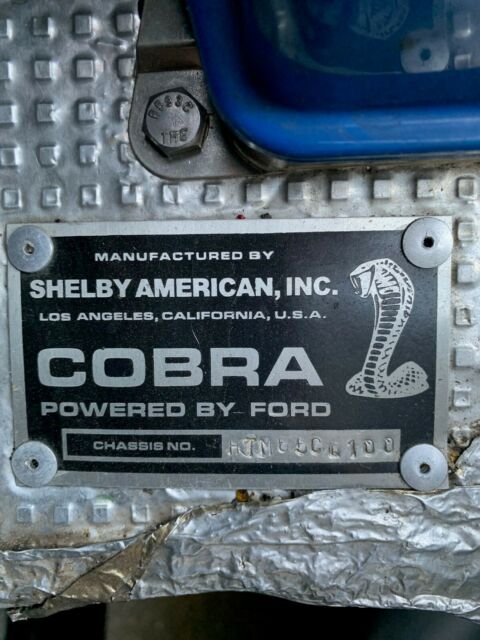 MANUFACTURED BY
SHELBY AMERICAN, INC.
LOS ANGELES, CALIFORNIA, U.S.A.
COBRA
POWERED BY FORD
CHASSIS NO.